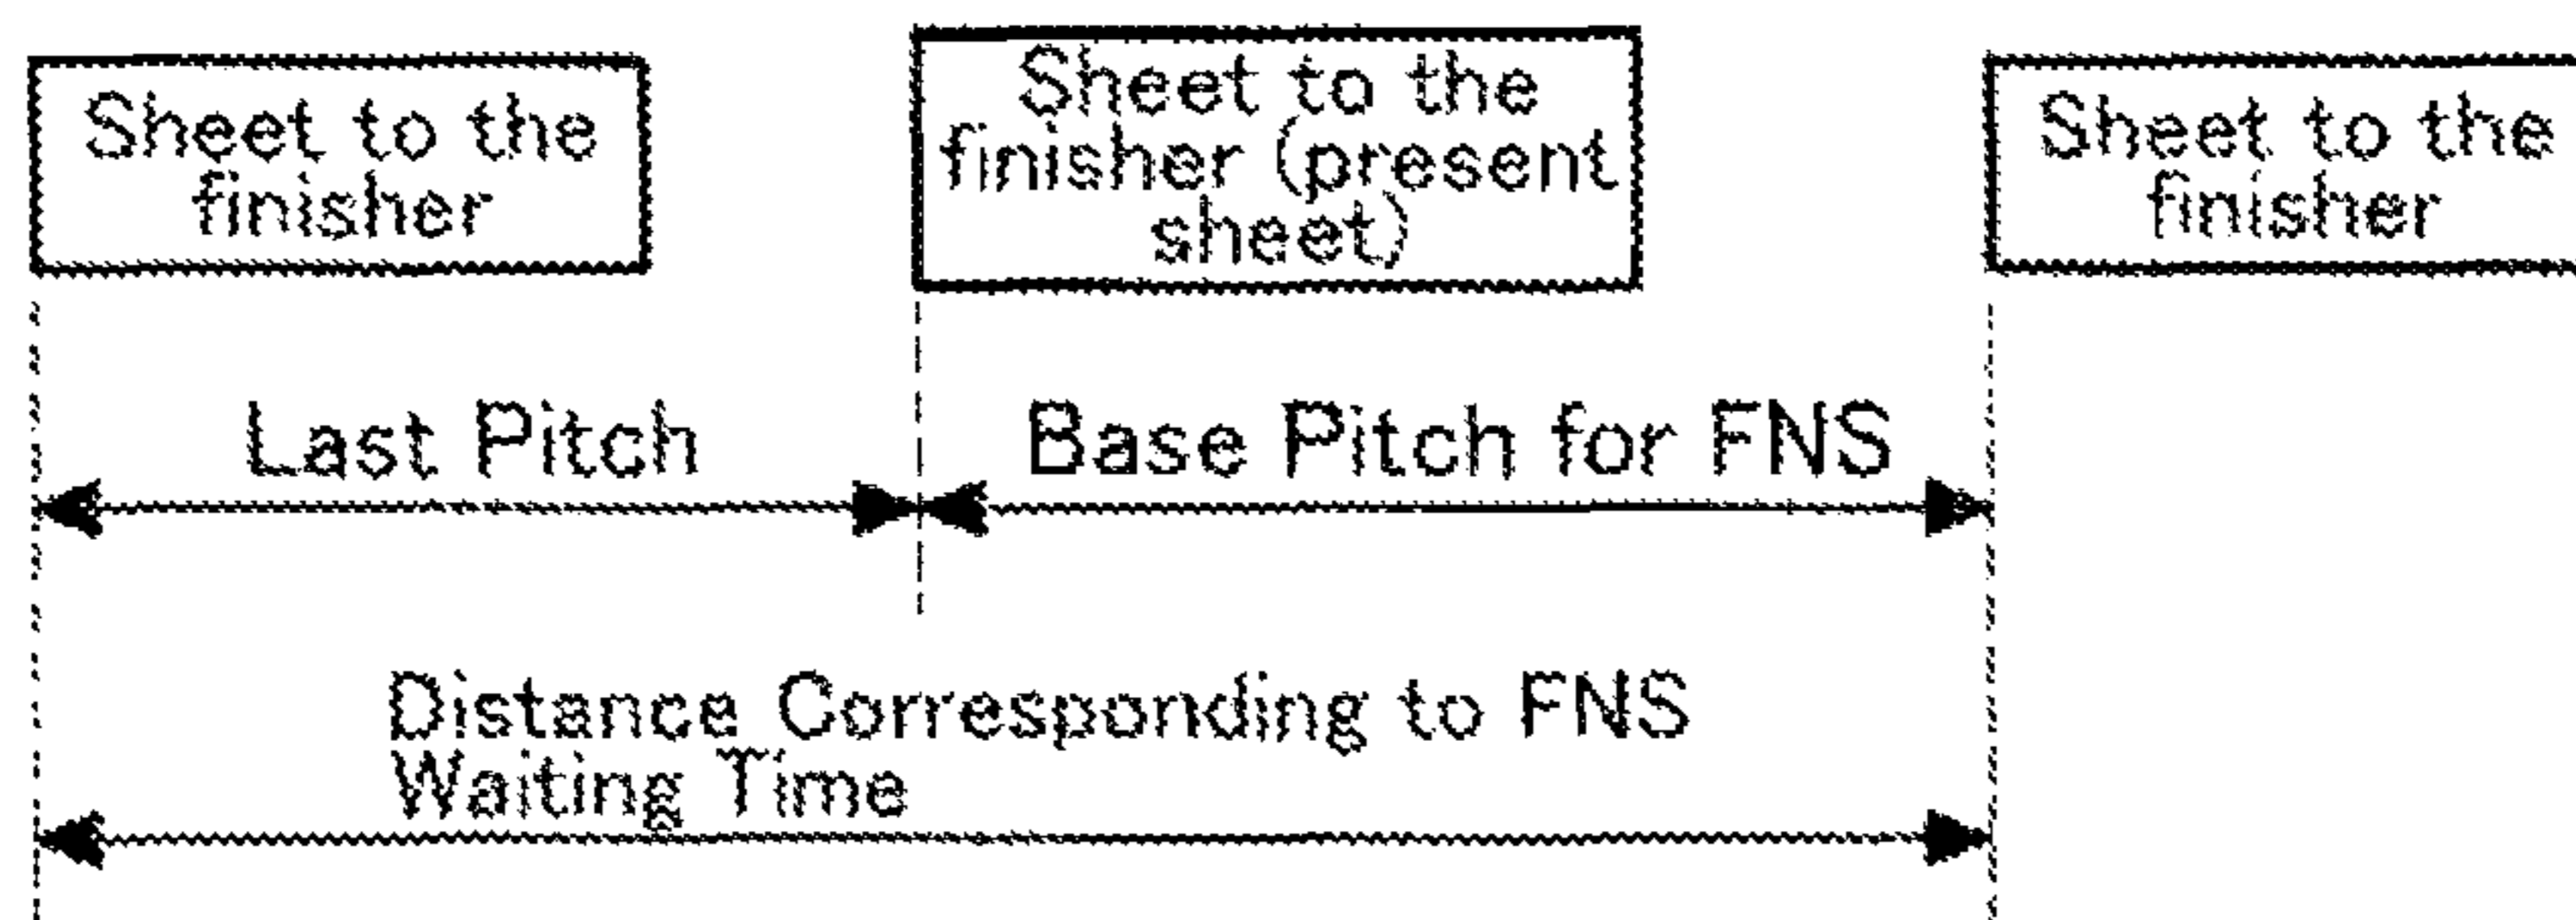 Sheet to the
finisher
Sheet to the
finisher (present
sheet)
Sheet to the
finisher
Last Pitch
Base Pitch for FNS
Distance Corresponding to FNS
Waiting Time